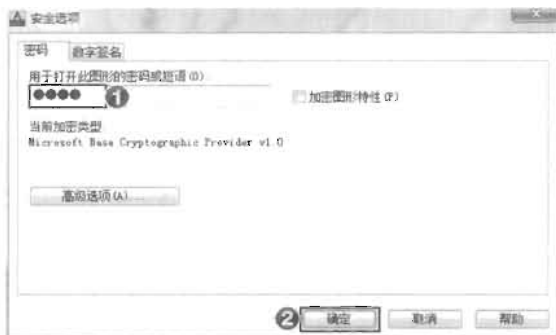 安全选项
密码 数字签名
用于打开此图形的密码或短语(O)
●●●● 1
加密图形特性(P)
当前加密类型
Microsoft Base Cryptographic Provider v1.0
高级选项(A)...
2 确定 取消 帮助